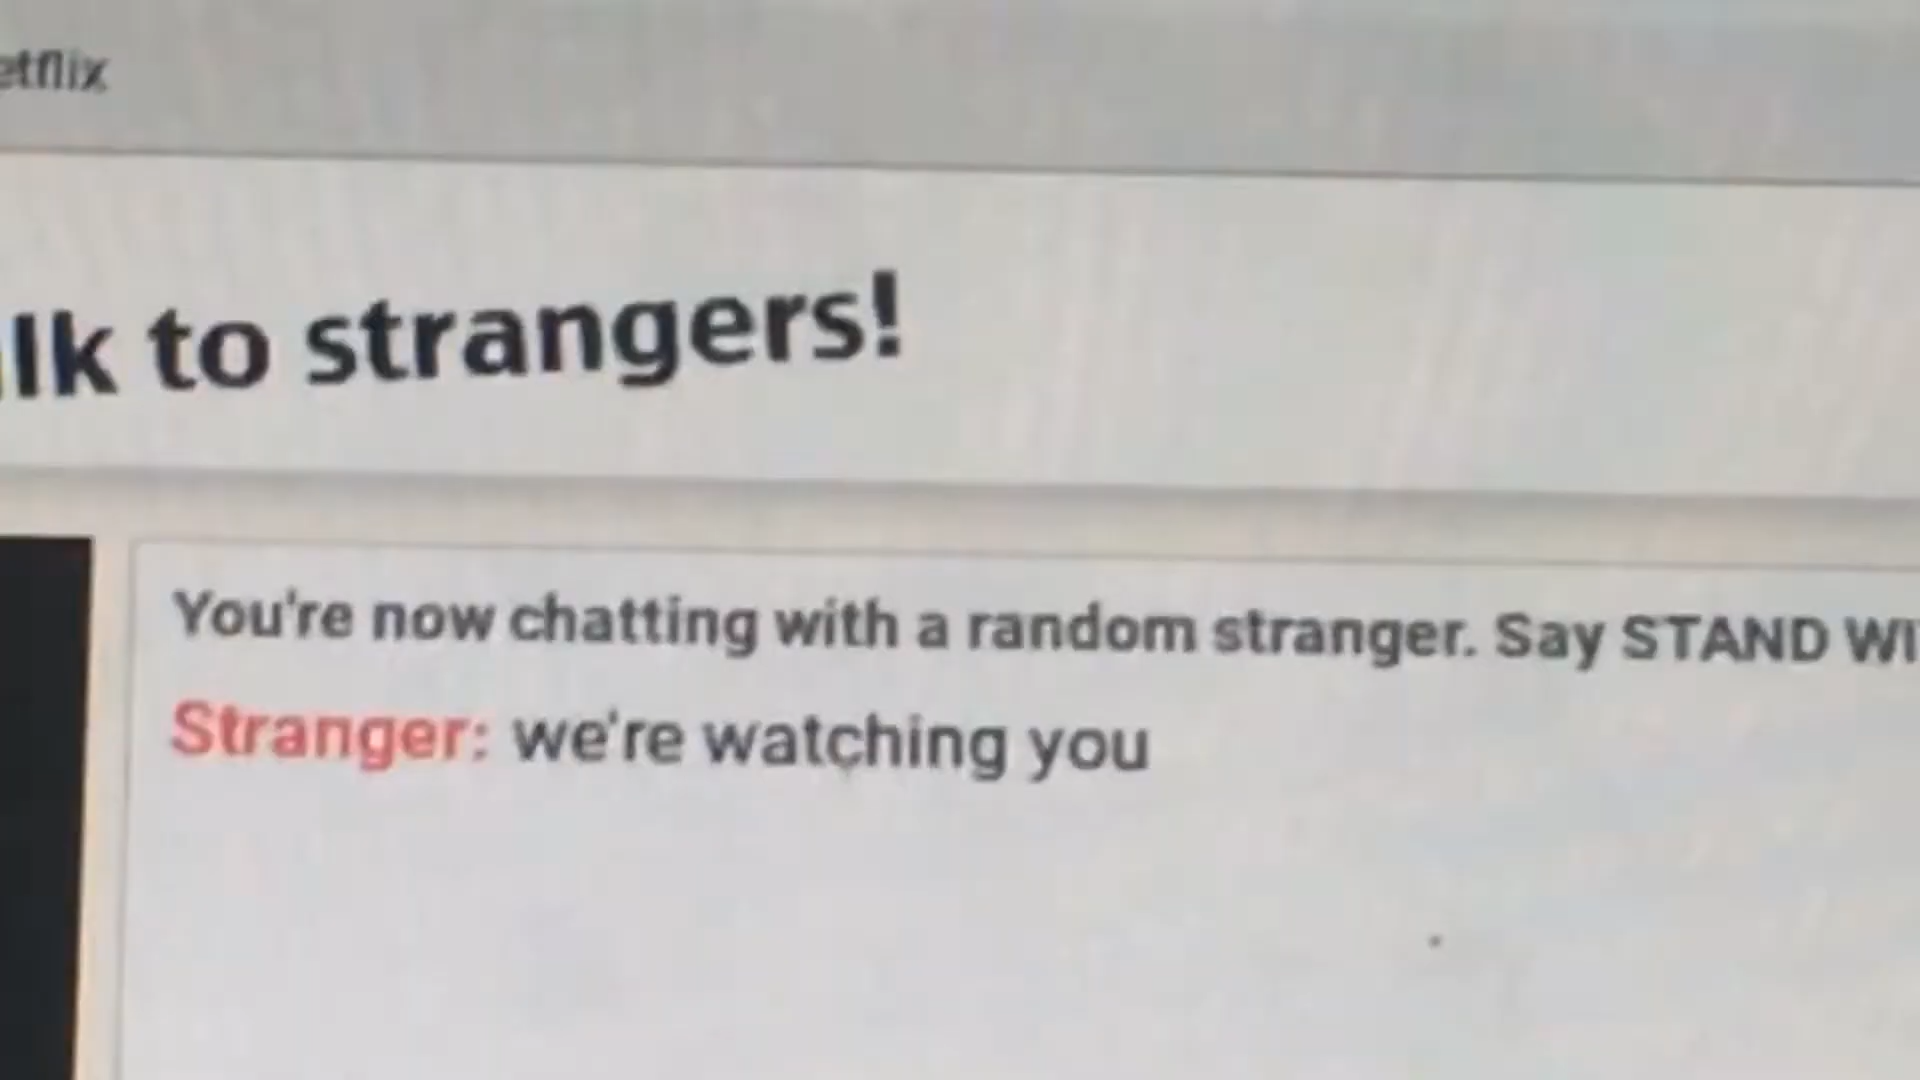 etflix
lk to strangers!
You're now chatting with a random stranger. Say STAND WI
Stranger: we're watching you